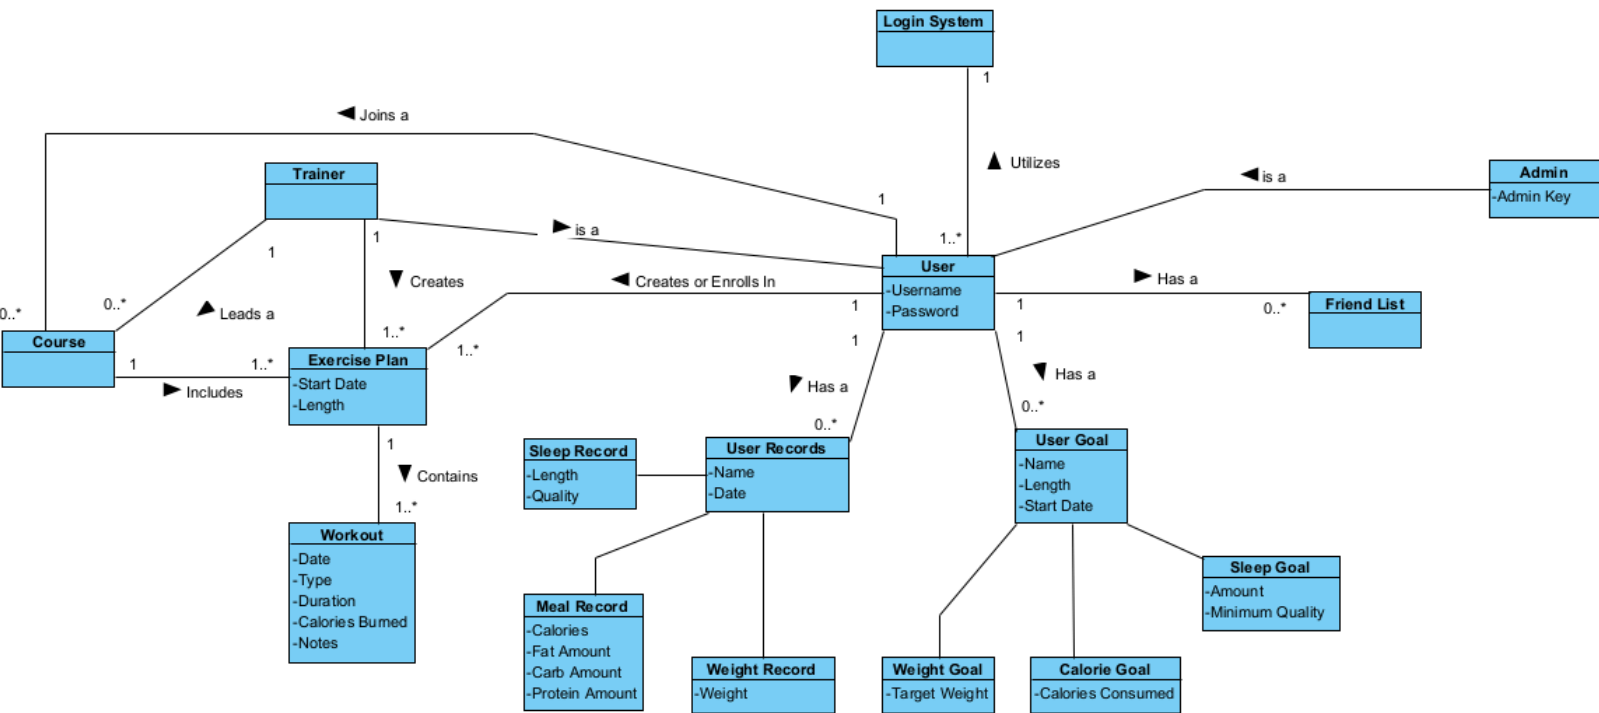 Login System
1
Joins a
Utilizes
Trainer
Admin
-Admin Key
is a
1
1
1
is a
1..*
User
-Username
-Password
Creates
Creates or Enrolls In
Has a
0..*
0..*
Leads a
1
1
0..*
Friend List
Course
1..*
1
1
1..*
Exercise Plan
-Start Date
-Length
1
1..*
Includes
Has a
Has a
0..*
0..*
1
Contains
1..*
Sleep Record
-Length
-Quality
User Records
-Name
-Date
User Goal
-Name
-Length
-Start Date
Workout
-Date
-Type
-Duration
-Calories Burned
-Notes
Sleep Goal
-Amount
-Minimum Quality
Meal Record
-Calories
-Fat Amount
-Carb Amount
-Protein Amount
Weight Record
-Weight
Weight Goal
-Target Weight
Calorie Goal
-Calories Consumed